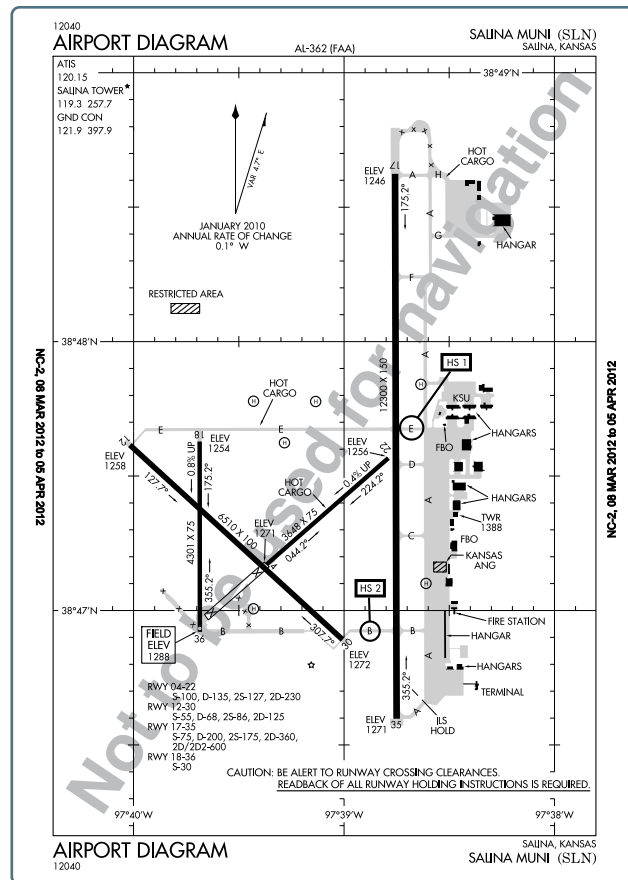 12040
AIRPORT DIAGRAM
AL-362 (FAA)
SALINA MUNI (SLN)
SALINA, KANSAS
ATIS
120.15
SALINA TOWER★
119.3 257.7
GND CON
121.9 397.9
38°49'N
VAR 4.7° E
JANUARY 2010
ANNUAL RATE OF CHANGE
0.1° W
RESTRICTED AREA
ELEV
1246
17
175.2°
A
H
HOT
CARGO
A
G
HANGAR
F
38°48'N
A
12300 X 150
HS 1
H
H
H
HOT
CARGO
KSU
E
E
E
E
H
FBO
HANGARS
12
ELEV
1258
18
ELEV
1254
0.8% UP
175.2°
127.7°
ELEV
1256
22
0.4% UP
224.2°
D
HOT
CARGO
A
HANGARS
TWR
1388
6510 X 100
3648 X 75
044.2°
ELEV
1271
4
4301 X 75
355.2°
C
FBO
KANSAS
ANG
HS 2
H
38°47'N
H
307.7°
FIELD
ELEV
1288
36
B
B
B
B
30
ELEV
1272
FIRE STATION
HANGAR
A
HANGARS
TERMINAL
355.2°
A
ILS
HOLD
ELEV
1271
35
RWY 04-22
S-100, D-135, 2S-127, 2D-230
RWY 12-30
S-55, D-68, 2S-86, 2D-125
RWY 17-35
S-75, D-200, 2S-175, 2D-360,
2D/2D2-600
RWY 18-36
S-30
CAUTION: BE ALERT TO RUNWAY CROSSING CLEARANCES.
READBACK OF ALL RUNWAY HOLDING INSTRUCTIONS IS REQUIRED.
97°40'W
97°39'W
97°38'W
NC-2, 08 MAR 2012 to 05 APR 2012
NC-2, 08 MAR 2012 to 05 APR 2012
Not to be used for navigation
AIRPORT DIAGRAM
12040
SALINA, KANSAS
SALINA MUNI (SLN)